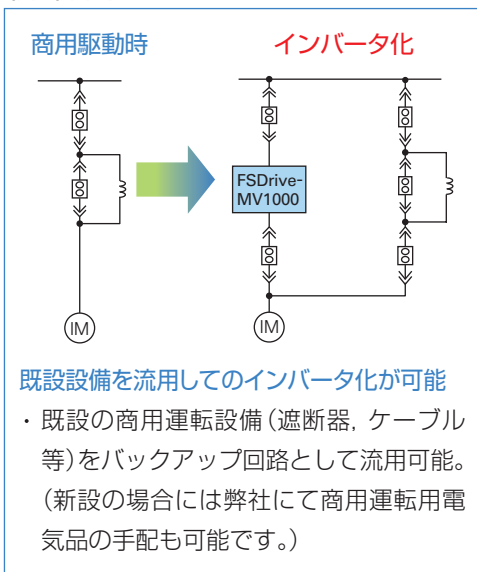 商用駆動時
インバータ化
FSDrive-
MV1000
IM
IM
既設設備を流用してのインバータ化が可能
・既設の商用運転設備（遮断器, ケーブル
等）をバックアップ回路として流用可能。
（新設の場合には弊社にて商用運転用電
気品の手配も可能です。）